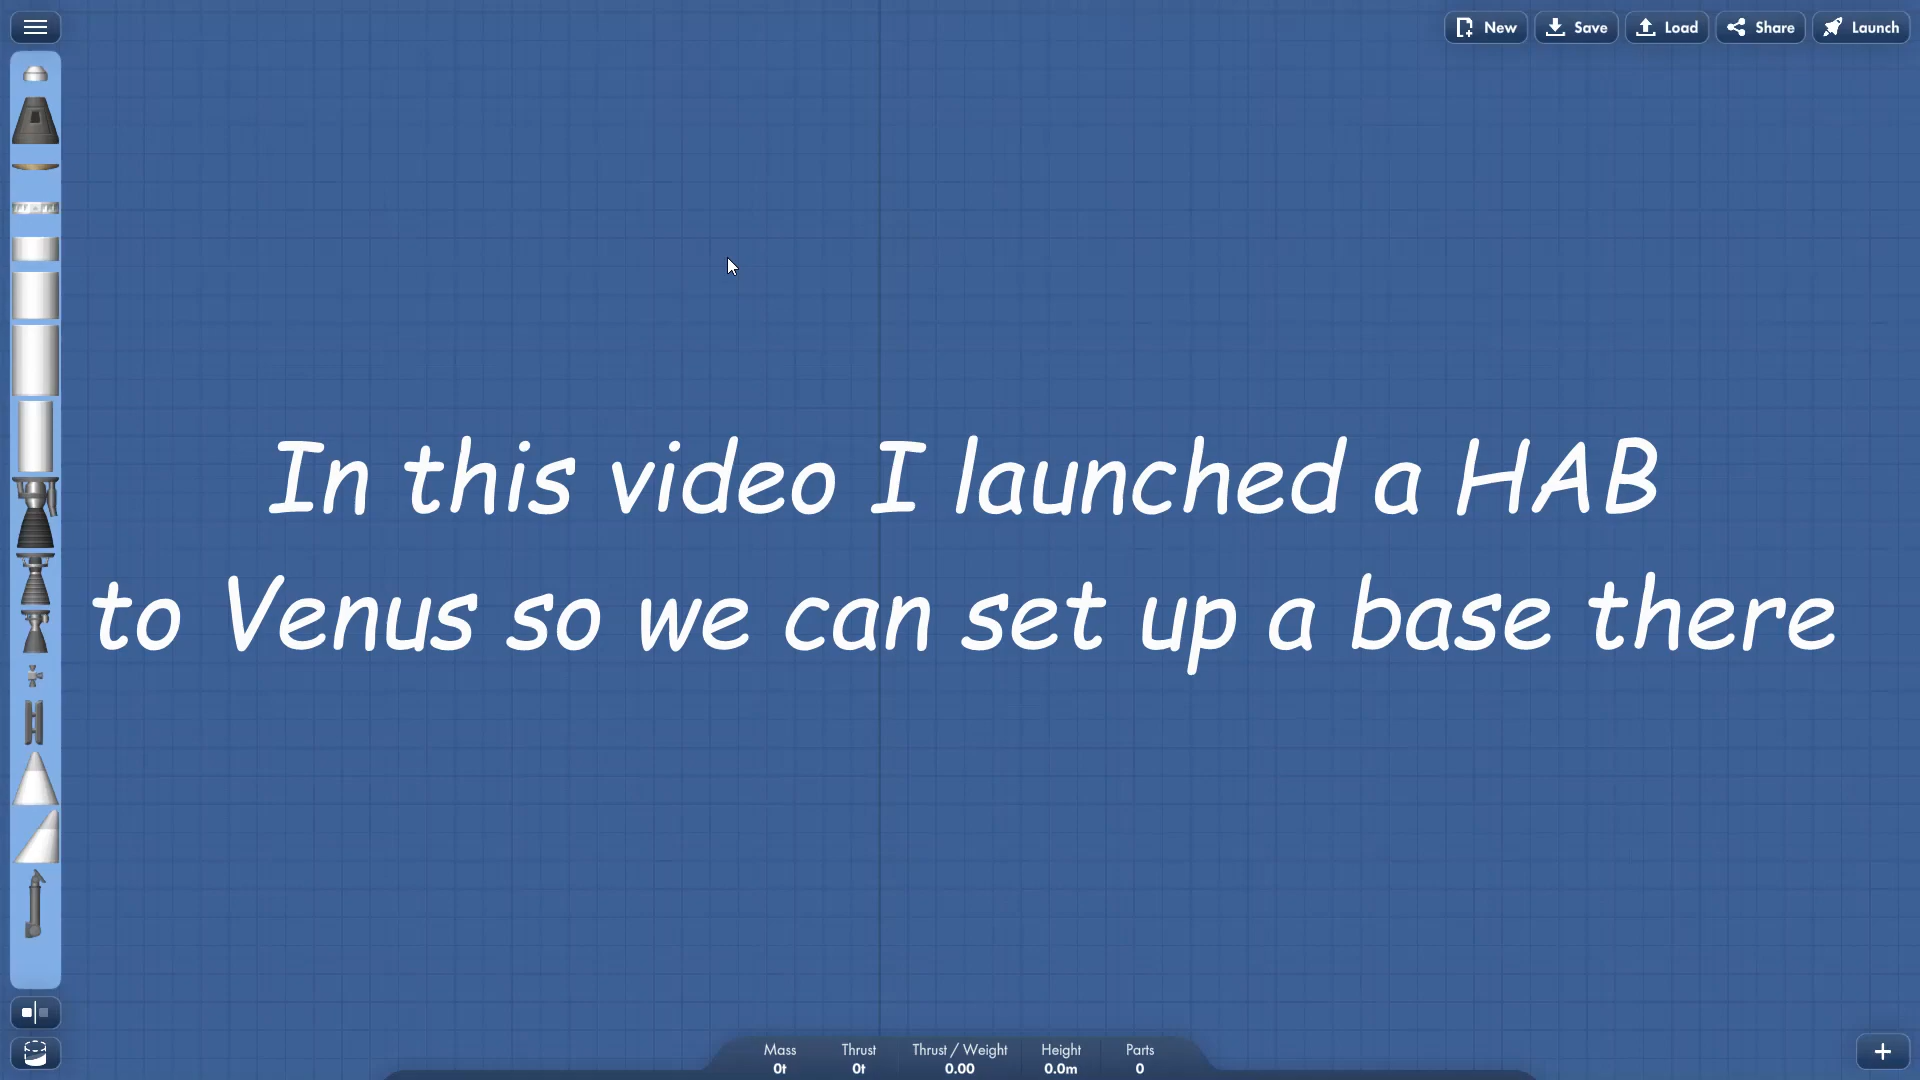 New
Save
Load
Share
Launch
In this video I launched a HAB
to Venus so we can set up a base there
Mass
Thrust
Thrust / Weight
Height
Parts
0t
0t
0.00
0.0m
0